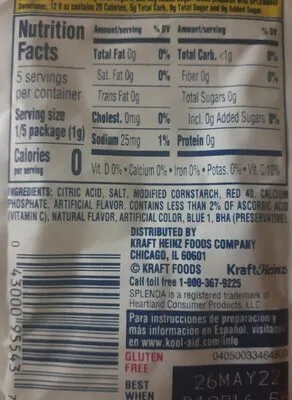 Sweetener, 12 fl oz contains 20 Calories, 5g Total Carb, 0g Total Sugar and 0g Added Sugar.
Nutrition Facts
5 servings per container
Serving size 1/5 package (1g)
Calories per serving 0
Amount/serving % DV
Total Fat 0g 0%
Sat. Fat 0g 0%
Trans Fat 0g
Cholest. 0mg 0%
Sodium 25mg 1%
Amount/serving % DV
Total Carb. <1g 0%
Fiber 0g 0%
Total Sugars 0g
Incl. 0g Added Sugars 0%
Protein 0g
Vit. D 0% • Calcium 0% • Iron 0% • Potas. 0% • Vit. C 10%
INGREDIENTS: CITRIC ACID, SALT, MODIFIED CORNSTARCH, RED 40, CALCIUM
PHOSPHATE, ARTIFICIAL FLAVOR, CONTAINS LESS THAN 2% OF ASCORBIC ACID
(VITAMIN C), NATURAL FLAVOR, ARTIFICIAL COLOR, BLUE 1, BHA (PRESERVATIVE).
DISTRIBUTED BY
KRAFT HEINZ FOODS COMPANY
CHICAGO, IL 60601
© KRAFT FOODS KraftHeinz
Call toll free 1-800-367-9225
SPLENDA is a registered trademark of
Heartland Consumer Products, LLC.
Para instrucciones de preparación y
más información en Español, visítanos
en www.kool-aid.com
0 43000 95543 7
GLUTEN
FREE
BEST
WHEN
26MAY22